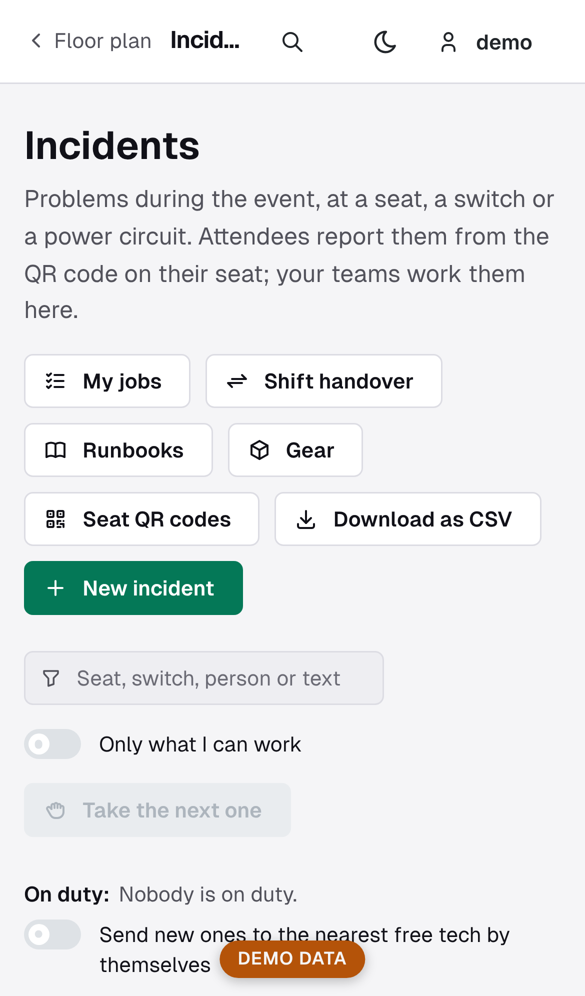 Floor plan Incid... demo
Incidents
Problems during the event, at a seat, a switch or
a power circuit. Attendees report them from the
QR code on their seat; your teams work them
here.
My jobs Shift handover
Runbooks Gear
Seat QR codes Download as CSV
New incident
Seat, switch, person or text
Only what I can work
Take the next one
On duty: Nobody is on duty.
Send new ones to the nearest free tech by
themselves
DEMO DATA